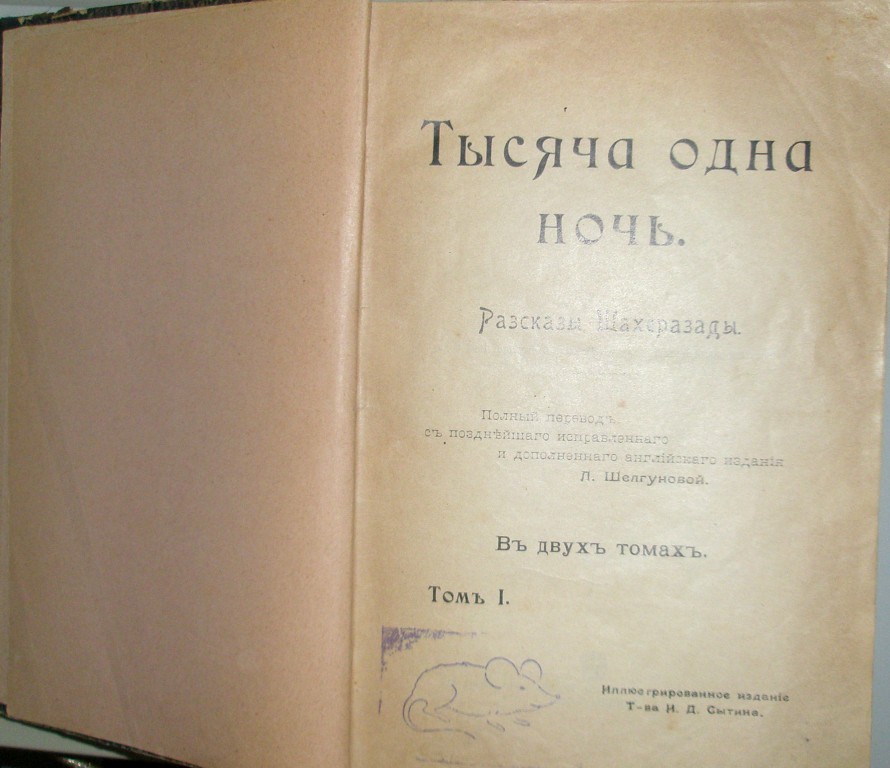 Тысяча одна
ночь.
Разсказы Шахеразады.
Полный переводъ
съ позднѣйшаго исправленнаго
и дополненнаго англійскаго изданія
Л. Шелгуновой.
Въ двухъ томахъ.
Томъ I.
Иллюстрированное изданіе
Т-ва И. Д. Сытина.